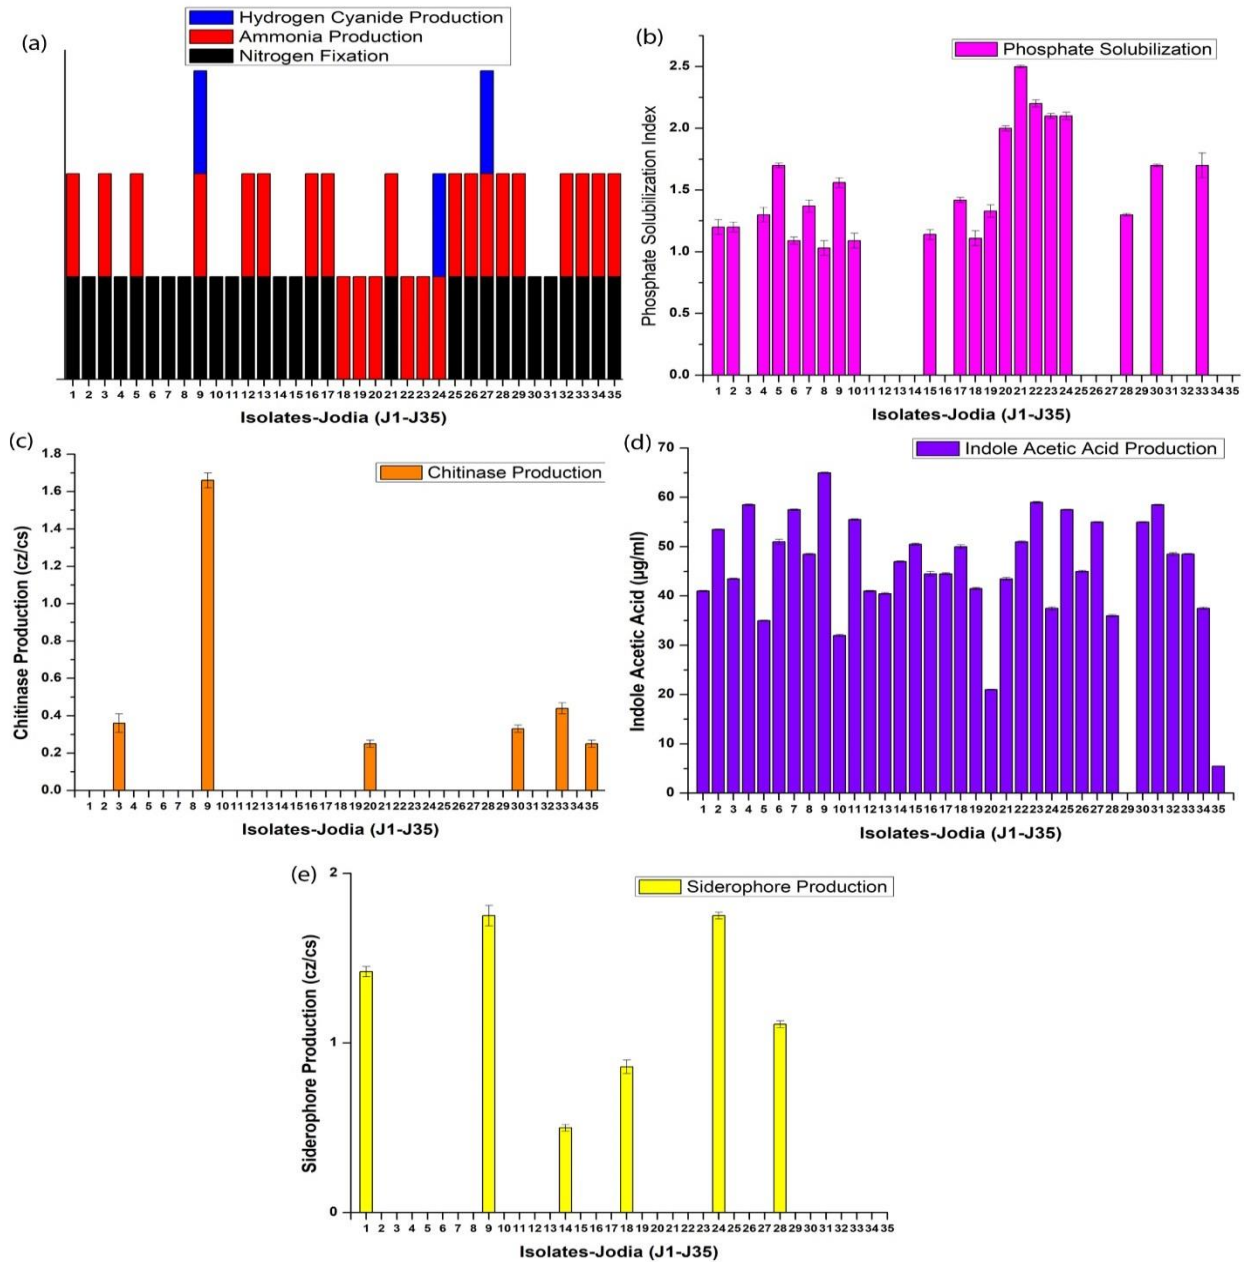 (a)
Hydrogen Cyanide Production
Ammonia Production
Nitrogen Fixation
1 2 3 4 5 6 7 8 9 10 11 12 13 14 15 16 17 18 19 20 21 22 23 24 25 26 27 28 29 30 31 32 33 34 35
Isolates-Jodia (J1-J35)
(b)
Phosphate Solubilization
Phosphate Solubilization Index
2.5
2.0
1.5
1.0
0.5
0.0
1 2 3 4 5 6 7 8 9 10 11 12 13 14 15 16 17 18 19 20 21 22 23 24 25 26 27 28 29 30 31 32 33 34 35
Isolates-Jodia (J1-J35)
(c)
Chitinase Production
Chitinase Production (cz/cs)
1.8
1.6
1.4
1.2
1.0
0.8
0.6
0.4
0.2
0.0
1 2 3 4 5 6 7 8 9 10 11 12 13 14 15 16 17 18 19 20 21 22 23 24 25 26 27 28 29 30 31 32 33 34 35
Isolates-Jodia (J1-J35)
(d)
Indole Acetic Acid Production
Indole Acetic Acid (µg/ml)
70
60
50
40
30
20
10
0
1 2 3 4 5 6 7 8 9 10 11 12 13 14 15 16 17 18 19 20 21 22 23 24 25 26 27 28 29 30 31 32 33 34 35
Isolates-Jodia (J1-J35)
(e)
Siderophore Production
Siderophore Production (cz/cs)
2
1
0
1 2 3 4 5 6 7 8 9 10 11 12 13 14 15 16 17 18 19 20 21 22 23 24 25 26 27 28 29 30 31 32 33 34 35
Isolates-Jodia (J1-J35)